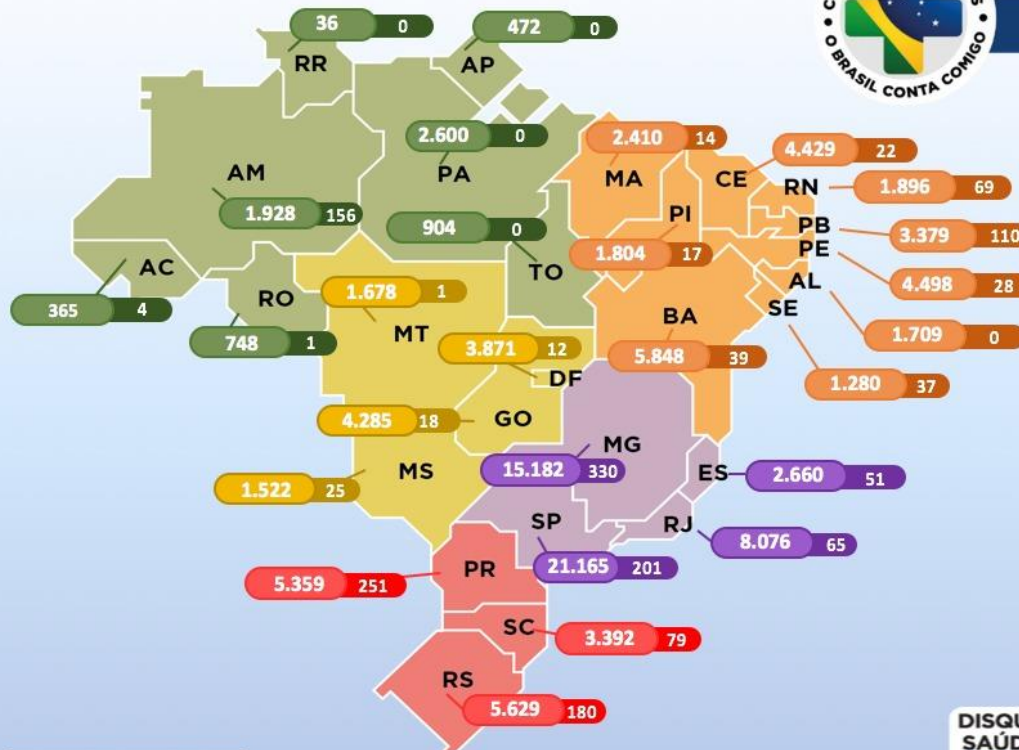 36 0
RR
472 0
AP
O BRASIL CONTA COMIGO
2.600 0
PA
AM
1.928 156
904 0
TO
AC
365 4
RO
748 1
2.410 14
MA
4.429 22
CE
RN
1.896 69
PI
1.804 17
PB
3.379 110
PE
4.498 28
AL
1.709 0
SE
1.280 37
BA
5.848 39
1.678 1
MT
3.871 12
DF
4.285 18
GO
MS
1.522 25
MG
15.182 330
ES
2.660 51
RJ
8.076 65
SP
21.165 201
PR
5.359 251
SC
3.392 79
RS
5.629 180